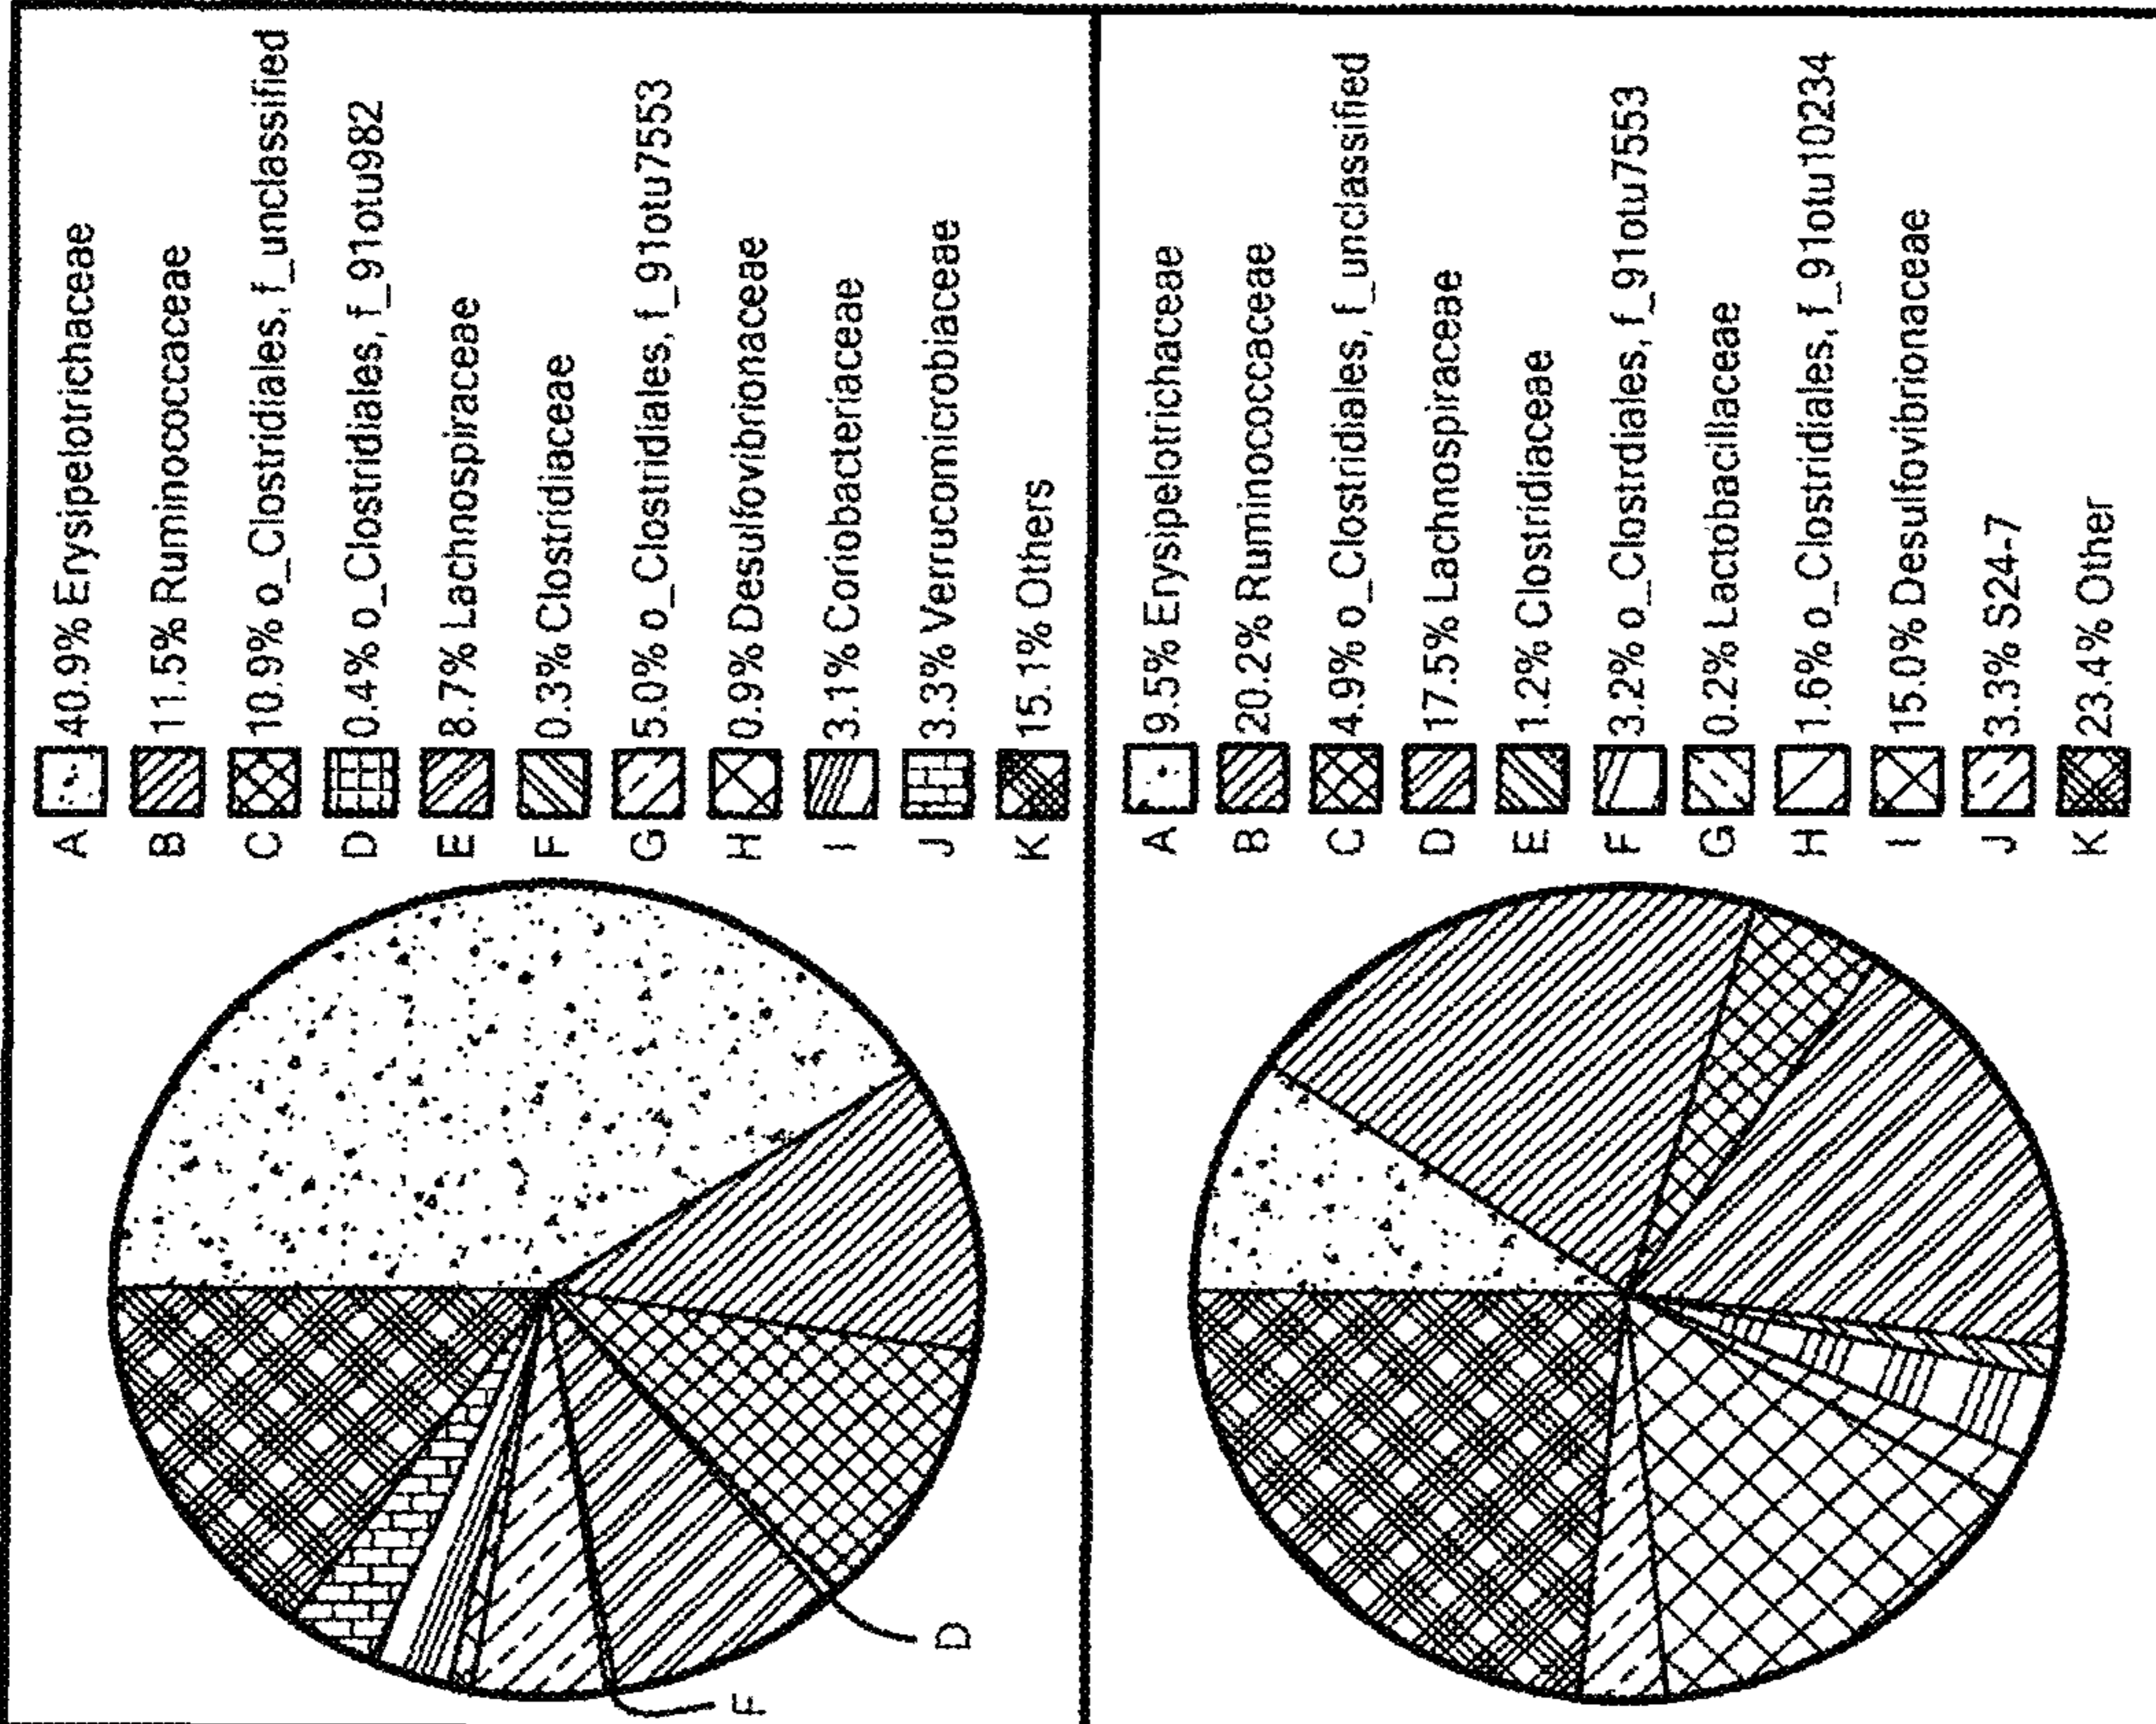 A 40.9% Erysipelotrichaceae
B 11.5% Ruminococcaceae
C 10.9% o_Clostridiales, f_unclassified
D 0.4% o_Clostridiales, f_91otu982
E 8.7% Lachnospiraceae
F 0.3% Clostridiaceae
G 5.0% o_Clostridiales, f_91otu7553
H 0.9% Desulfovibrionaceae
I 3.1% Coriobacteriaceae
J 3.3% Verrucomicrobiaceae
K 15.1% Others
F
D
A 9.5% Erysipelotrichaceae
B 20.2% Ruminococcaceae
C 4.9% o_Clostridiales, f_unclassified
D 17.5% Lachnospiraceae
E 1.2% Clostridiaceae
F 3.2% o_Clostrdiales, f_91otu7553
G 0.2% Lactobacillaceae
H 1.6% o_Clostridiales, f_91otu10234
I 15.0% Desulfovibrionaceae
J 3.3% S24-7
K 23.4% Other